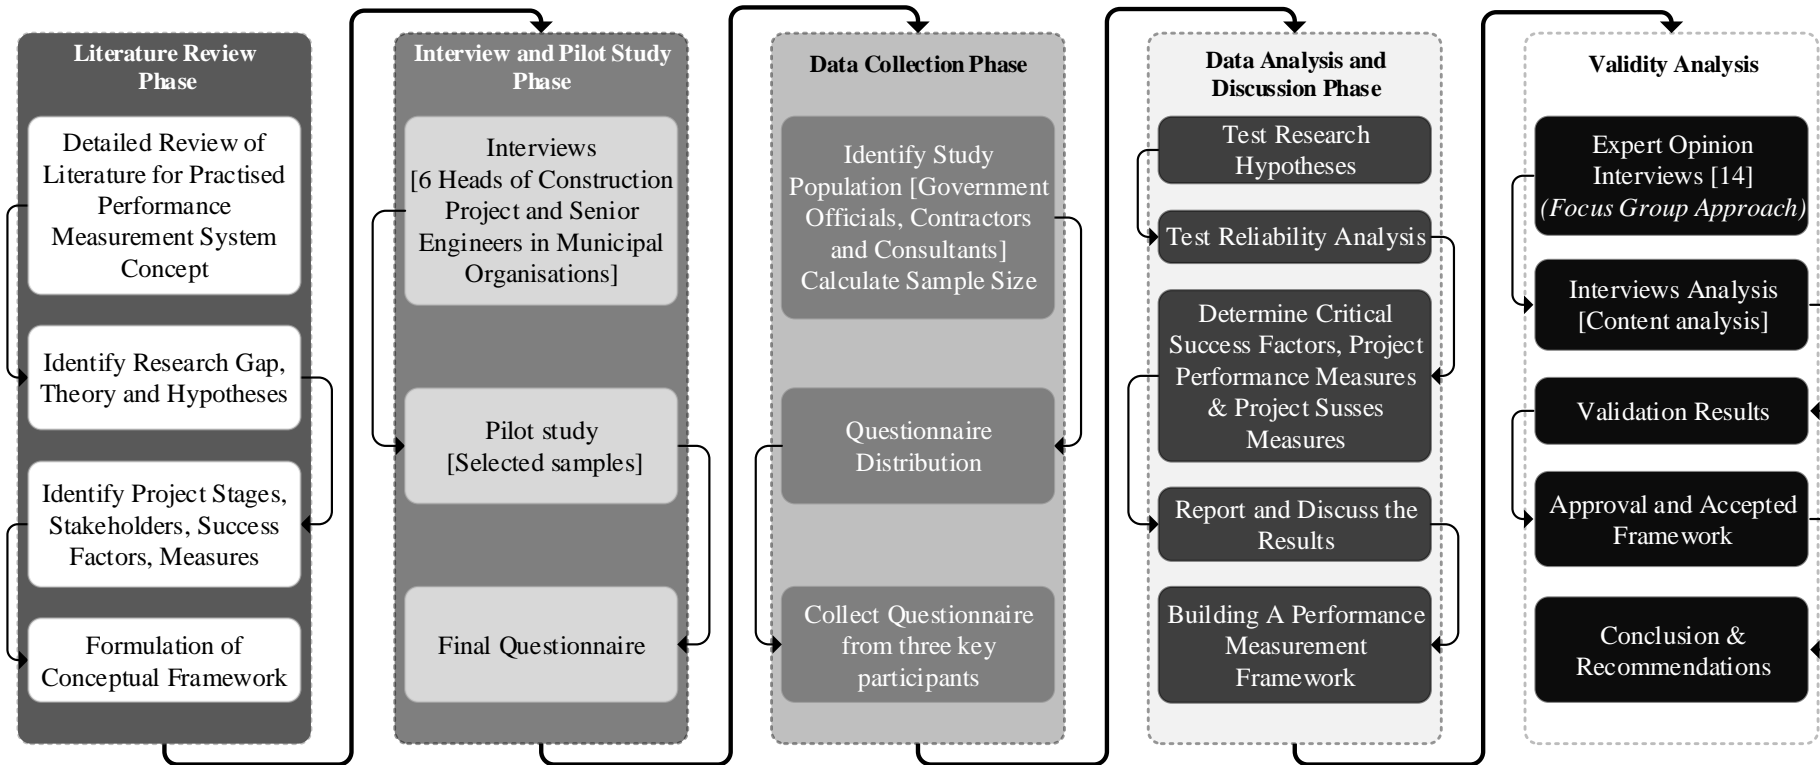 Literature Review
Phase
Detailed Review of
Literature for Practised
Performance
Measurement System
Concept
Identify Research Gap,
Theory and Hypotheses
Identify Project Stages,
Stakeholders, Success
Factors, Measures
Formulation of
Conceptual Framework
Interview and Pilot Study
Phase
Interviews
[6 Heads of Construction
Project and Senior
Engineers in Municipal
Organisations]
Pilot study
[Selected samples]
Final Questionnaire
Data Collection Phase
Identify Study
Population [Government
Officials, Contractors
and Consultants]
Calculate Sample Size
Questionnaire
Distribution
Collect Questionnaire
from three key
participants
Data Analysis and
Discussion Phase
Test Research
Hypotheses
Test Reliability Analysis
Determine Critical
Success Factors, Project
Performance Measures
& Project Susses
Measures
Report and Discuss the
Results
Building A Performance
Measurement
Framework
Validity Analysis
Expert Opinion
Interviews [14]
(Focus Group Approach)
Interviews Analysis
[Content analysis]
Validation Results
Approval and Accepted
Framework
Conclusion &
Recommendations